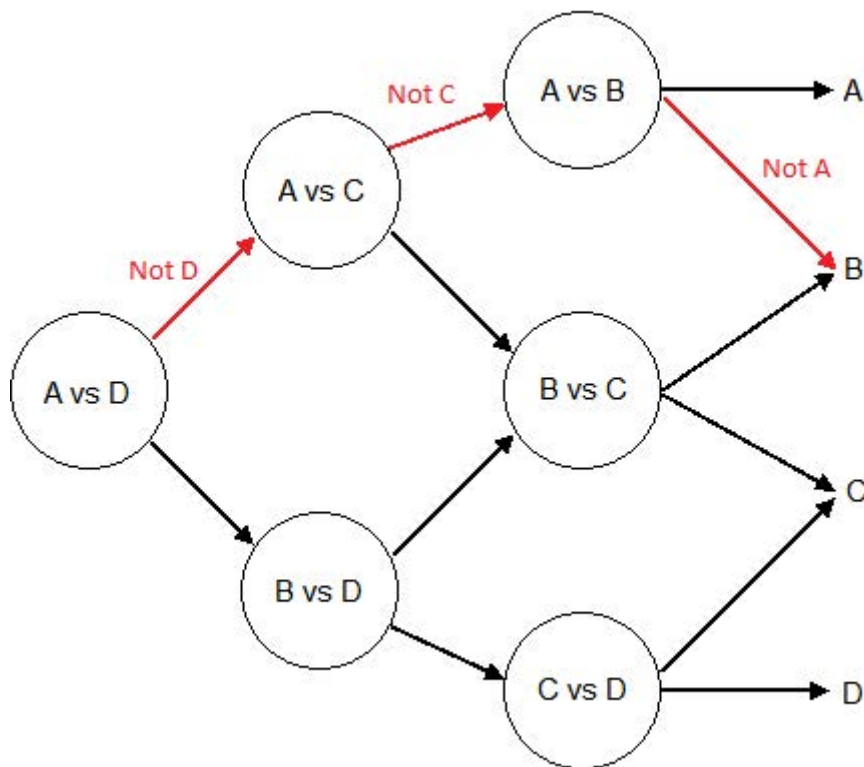 A vs B
A
Not C
Not A
A vs C
Not D
B
A vs D
B vs C
C
B vs D
C vs D
D